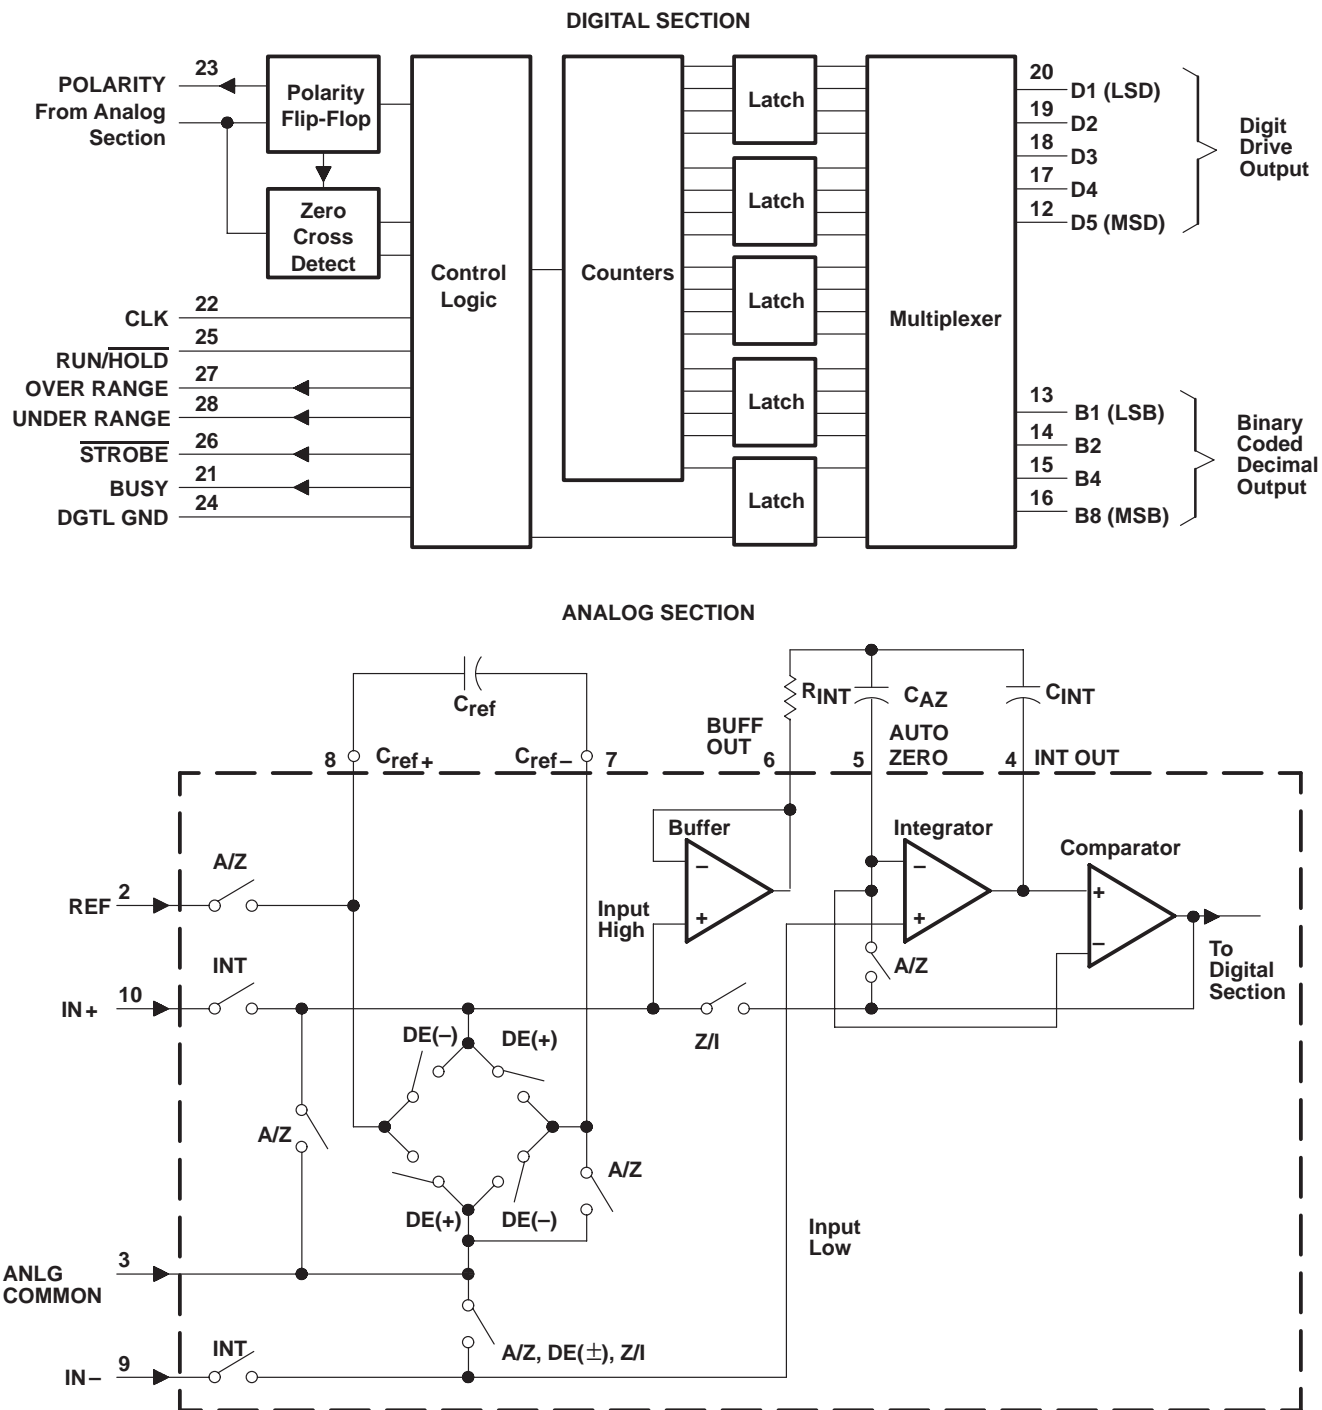 DIGITAL SECTION
POLARITY
23
From Analog
Section
Polarity
Flip-Flop
Zero
Cross
Detect
CLK
22
RUN/HOLD
25
OVER RANGE
27
UNDER RANGE
28
STROBE
26
BUSY
21
DGTL GND
24
Control
Logic
Counters
Latch
Latch
Latch
Latch
Latch
Multiplexer
20
D1 (LSD)
19
D2
18
D3
17
D4
12
D5 (MSD)
Digit
Drive
Output
13
B1 (LSB)
14
B2
15
B4
16
B8 (MSB)
Binary
Coded
Decimal
Output
ANALOG SECTION
Cref
8
Cref+
Cref–
7
RINT
CAZ
CINT
BUFF
OUT
6
AUTO
ZERO
5
4
INT OUT
Buffer
–
+
Integrator
–
+
Comparator
+
–
REF
2
A/Z
Input
High
A/Z
To
Digital
Section
IN+
10
INT
Z/I
DE(–)
DE(+)
A/Z
A/Z
DE(+)
DE(–)
Input
Low
ANLG
COMMON
3
A/Z, DE(±), Z/I
IN–
9
INT